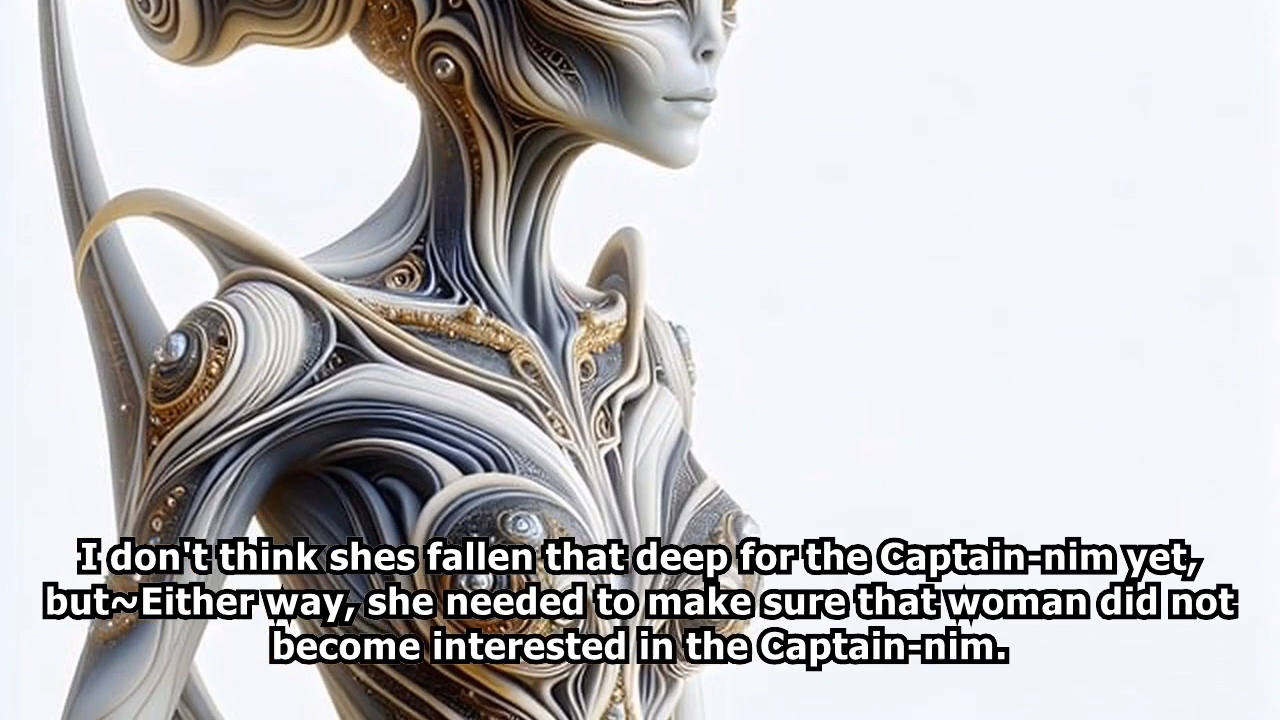 I don't think shes fallen that deep for the Captain-nim yet,
but~Either way, she needed to make sure that woman did not
become interested in the Captain-nim.